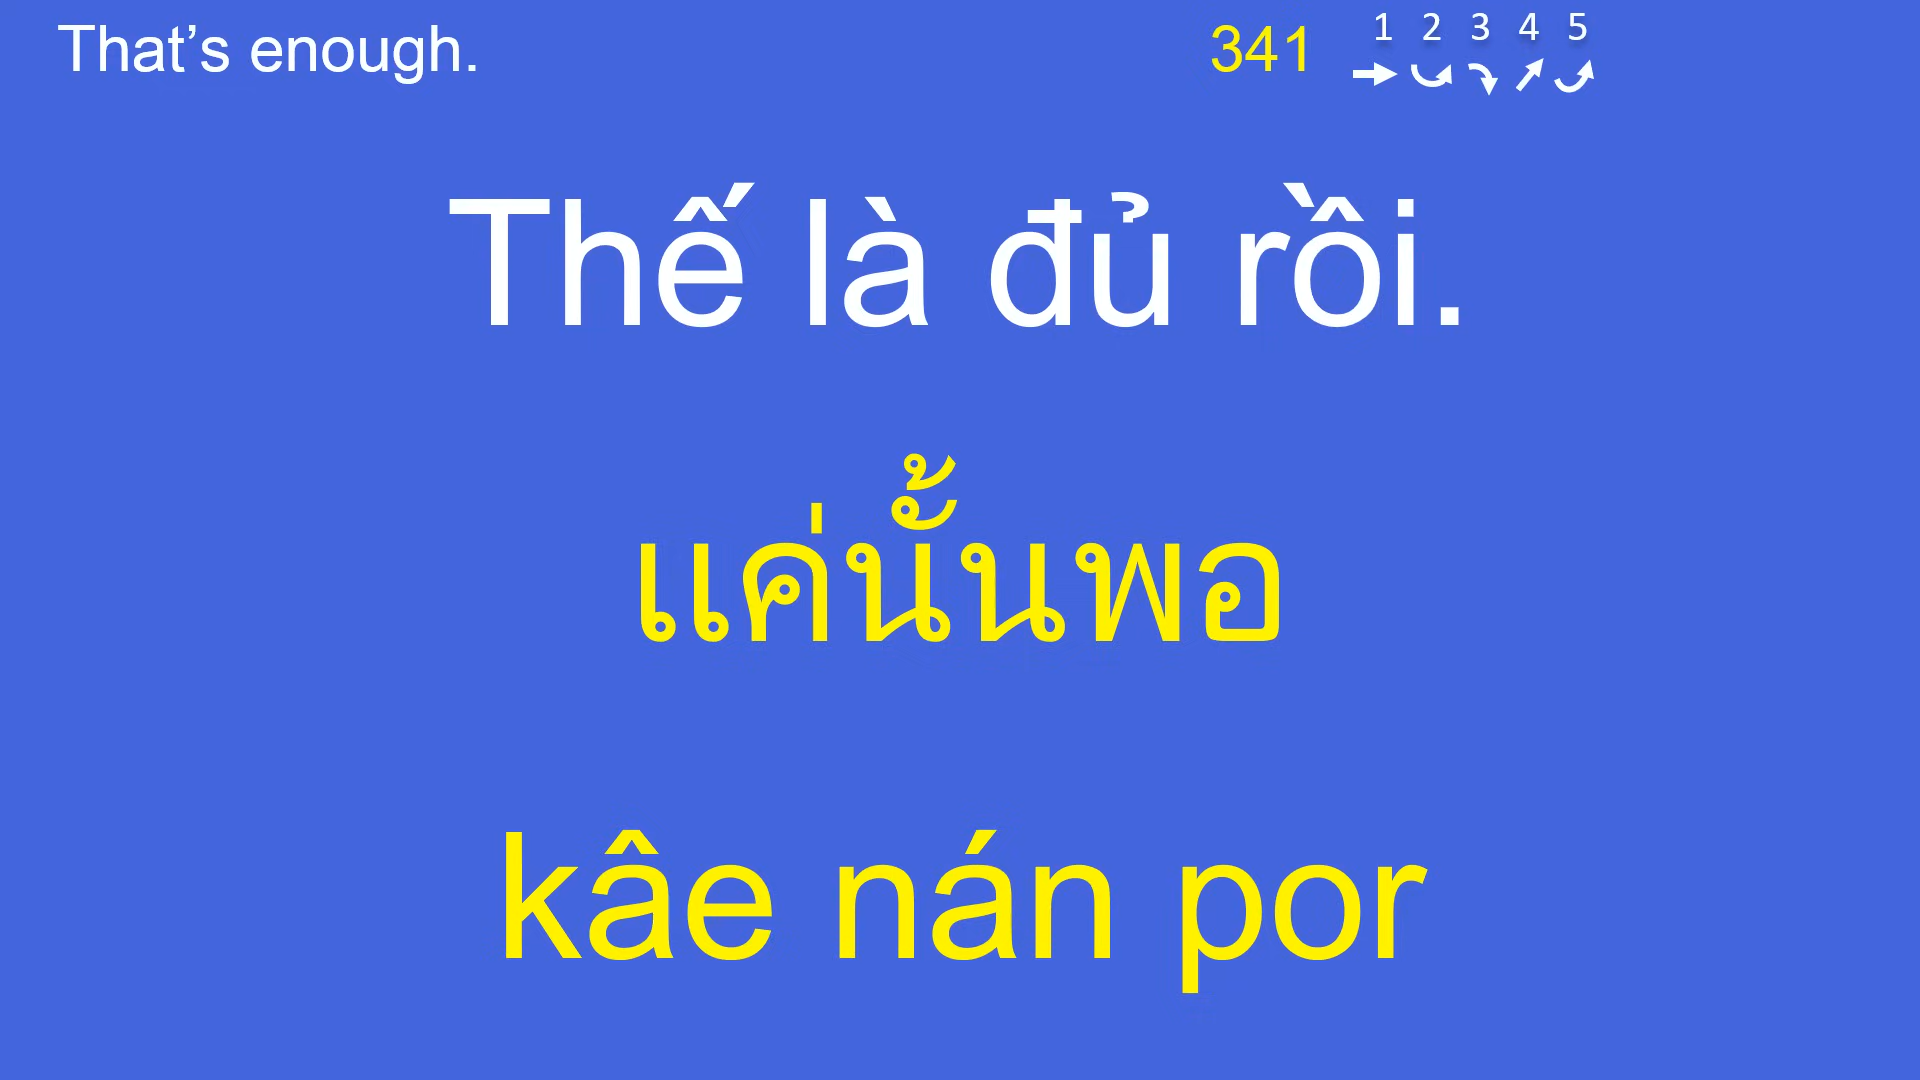 That’s enough.
341
1 2 3 4 5
Thế là đủ rồi.
แค่นั้นพอ
kâe nán por